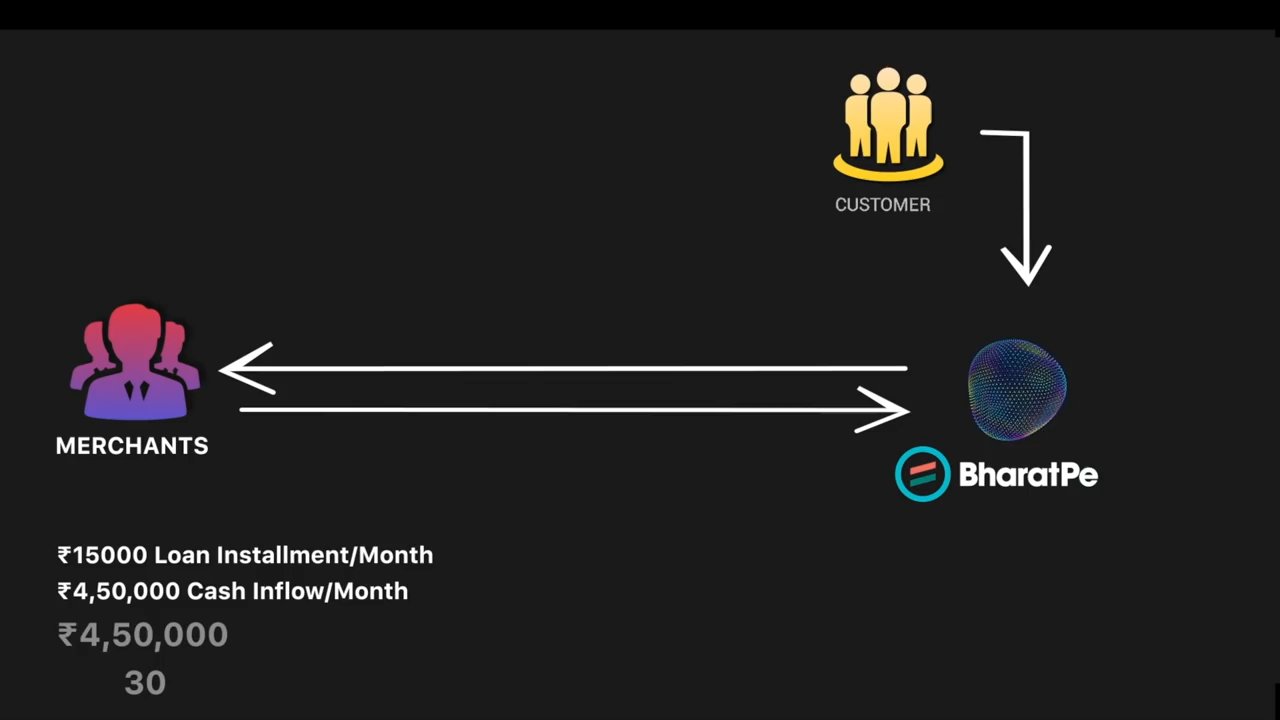 CUSTOMER
MERCHANTS
BharatPe
₹15000 Loan Installment/Month
₹4,50,000 Cash Inflow/Month
₹4,50,000
30